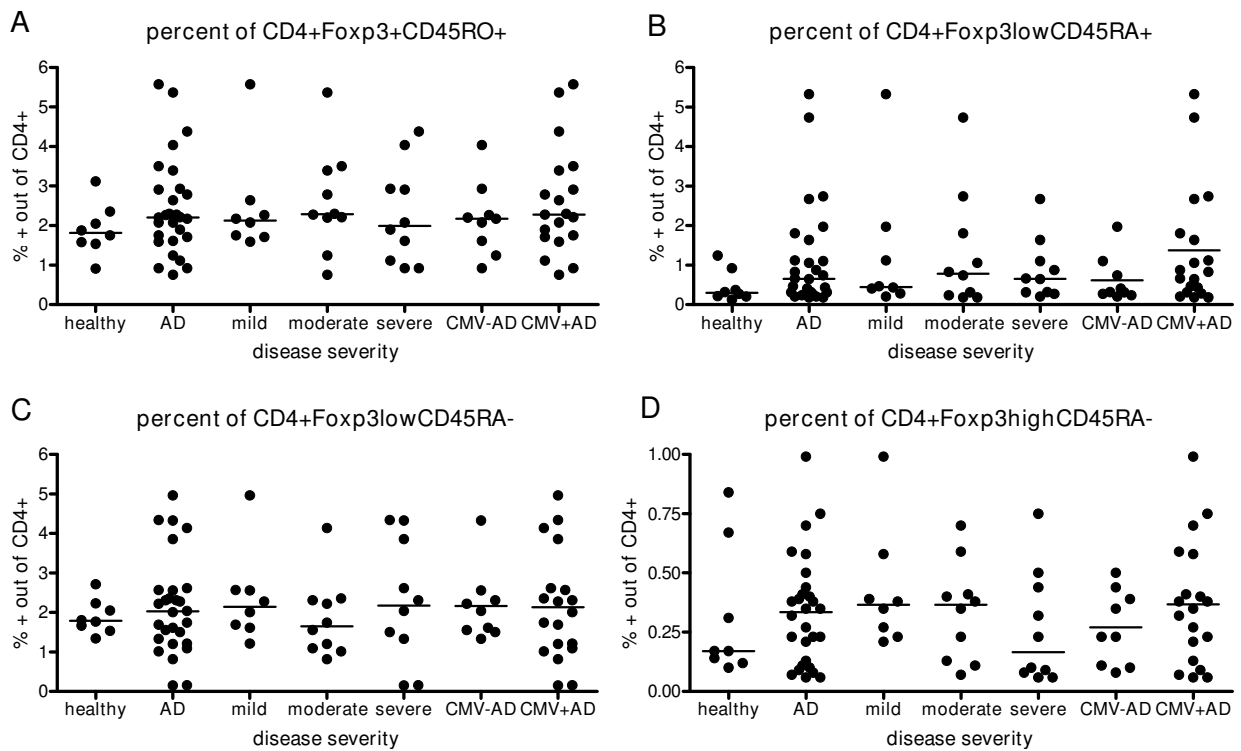 A
percent of CD4+Foxp3+CD45RO+
% + out of CD4+
6
5
4
3
2
1
0
healthy AD mild moderate severe CMV-AD CMV+AD
disease severity
B
percent of CD4+Foxp3lowCD45RA+
% + out of CD4+
6
5
4
3
2
1
0
healthy AD mild moderate severe CMV-AD CMV+AD
disease severity
C
percent of CD4+Foxp3lowCD45RA-
% + out of CD4+
6
5
4
3
2
1
0
healthy AD mild moderate severe CMV-AD CMV+AD
disease severity
D
percent of CD4+Foxp3highCD45RA-
% + out of CD4+
1.00
0.75
0.50
0.25
0.00
healthy AD mild moderate severe CMV-AD CMV+AD
disease severity